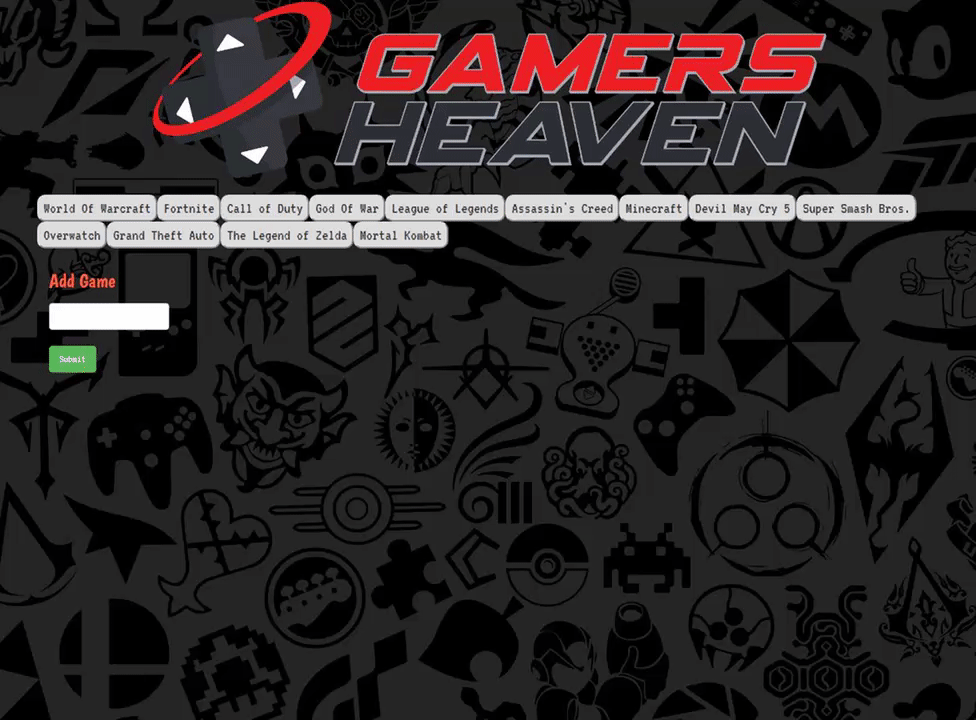 GAMERS
HEAVEN
World Of Warcraft Fortnite Call of Duty God Of War League of Legends Assassin's Creed Minecraft Devil May Cry 5 Super Smash Bros.
Overwatch Grand Theft Auto The Legend of Zelda Mortal Kombat
Add Game
Submit